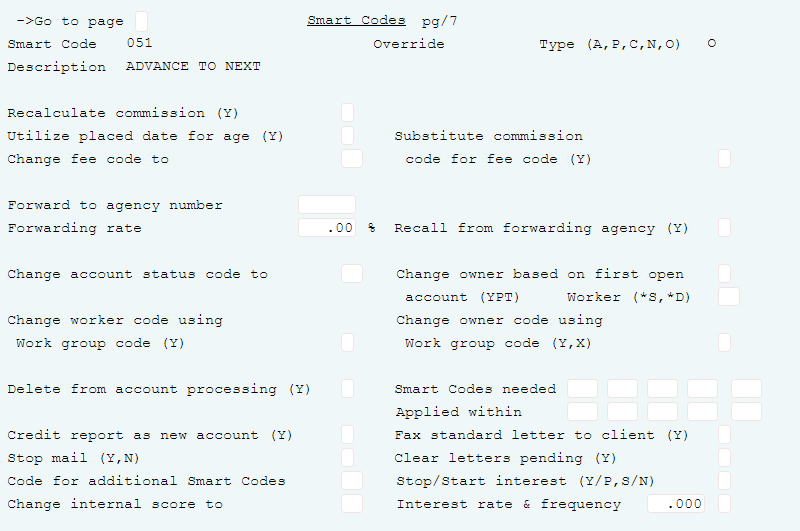 ->Go to page Smart Codes pg/7
Smart Code 051 Override Type (A,P,C,N,O) O
Description ADVANCE TO NEXT
Recalculate commission (Y)
Utilize placed date for age (Y) Substitute commission
Change fee code to code for fee code (Y)
Forward to agency number
Forwarding rate .00 % Recall from forwarding agency (Y)
Change account status code to Change owner based on first open
account (YPT) Worker (*S,*D)
Change worker code using Change owner code using
Work group code (Y) Work group code (Y,X)
Delete from account processing (Y) Smart Codes needed
Applied within
Credit report as new account (Y) Fax standard letter to client (Y)
Stop mail (Y,N) Clear letters pending (Y)
Code for additional Smart Codes Stop/Start interest (Y/P,S/N)
Change internal score to Interest rate & frequency .000